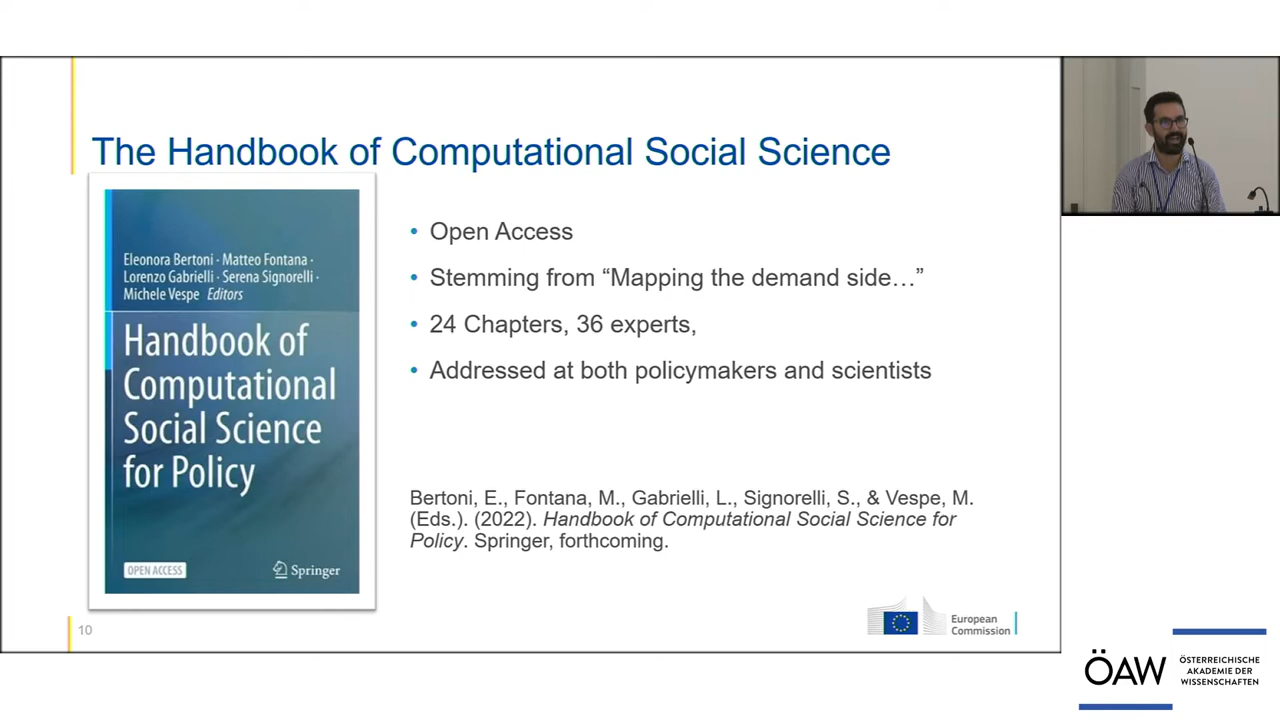 The Handbook of Computational Social Science
Eleonora Bertoni · Matteo Fontana ·
Lorenzo Gabrielli · Serena Signorelli ·
Michele Vespe Editors
Handbook of
Computational
Social Science
for Policy
OPEN ACCESS
Springer
• Open Access
• Stemming from “Mapping the demand side…”
• 24 Chapters, 36 experts,
• Addressed at both policymakers and scientists
Bertoni, E., Fontana, M., Gabrielli, L., Signorelli, S., & Vespe, M.
(Eds.). (2022). Handbook of Computational Social Science for
Policy. Springer, forthcoming.
10
European
Commission
ÖAW
ÖSTERREICHISCHE
AKADEMIE DER
WISSENSCHAFTEN